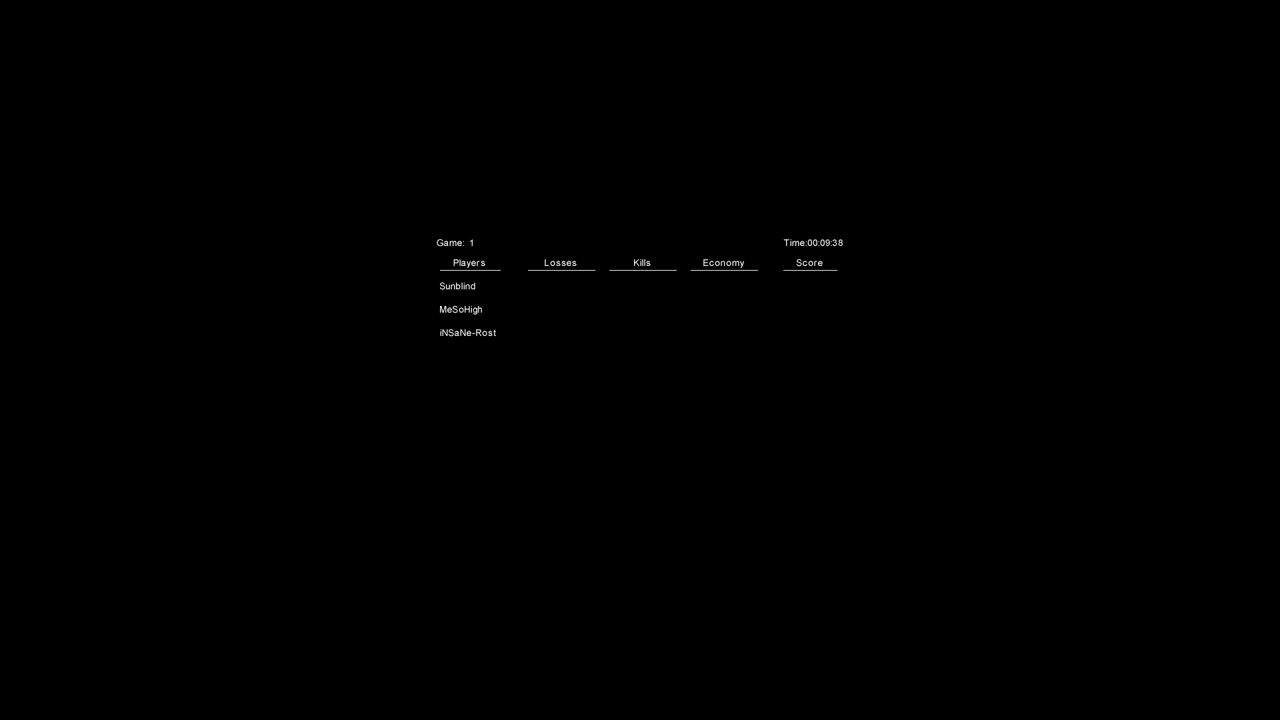 Game: 1 Time:00:09:38
Players Losses Kills Economy Score
Sunblind
MeSoHigh
iNSaNe-Rost